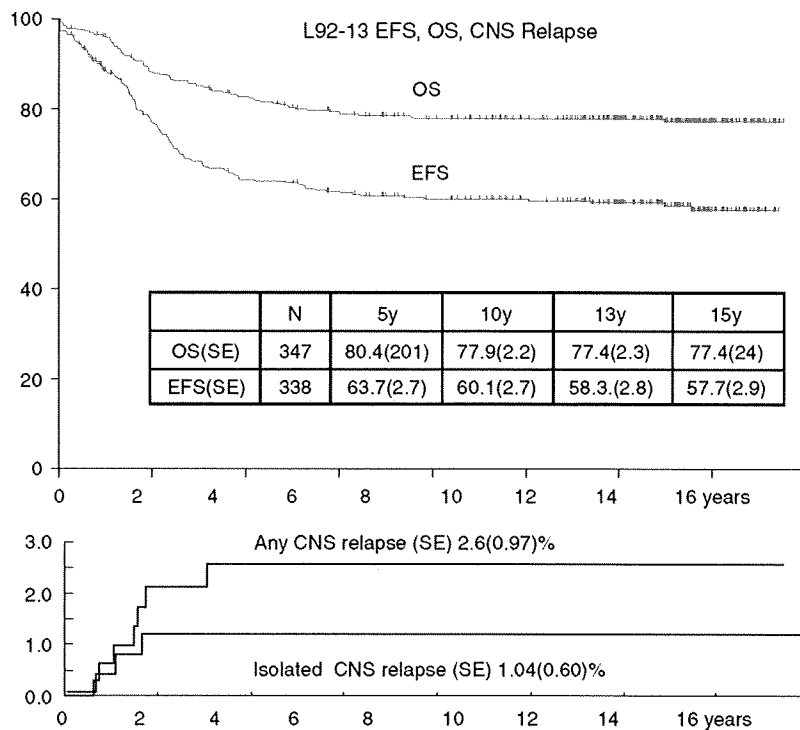 L92-13 EFS, OS, CNS Relapse
100
80
60
40
20
0
OS
EFS
N 5y 10y 13y 15y
OS(SE) 347 80.4(201) 77.9(2.2) 77.4(2.3) 77.4(24)
EFS(SE) 338 63.7(2.7) 60.1(2.7) 58.3.(2.8) 57.7(2.9)
0 2 4 6 8 10 12 14 16 years
3.0
2.0
1.0
0.0
Any CNS relapse (SE) 2.6(0.97)%
Isolated CNS relapse (SE) 1.04(0.60)%
0 2 4 6 8 10 12 14 16 years